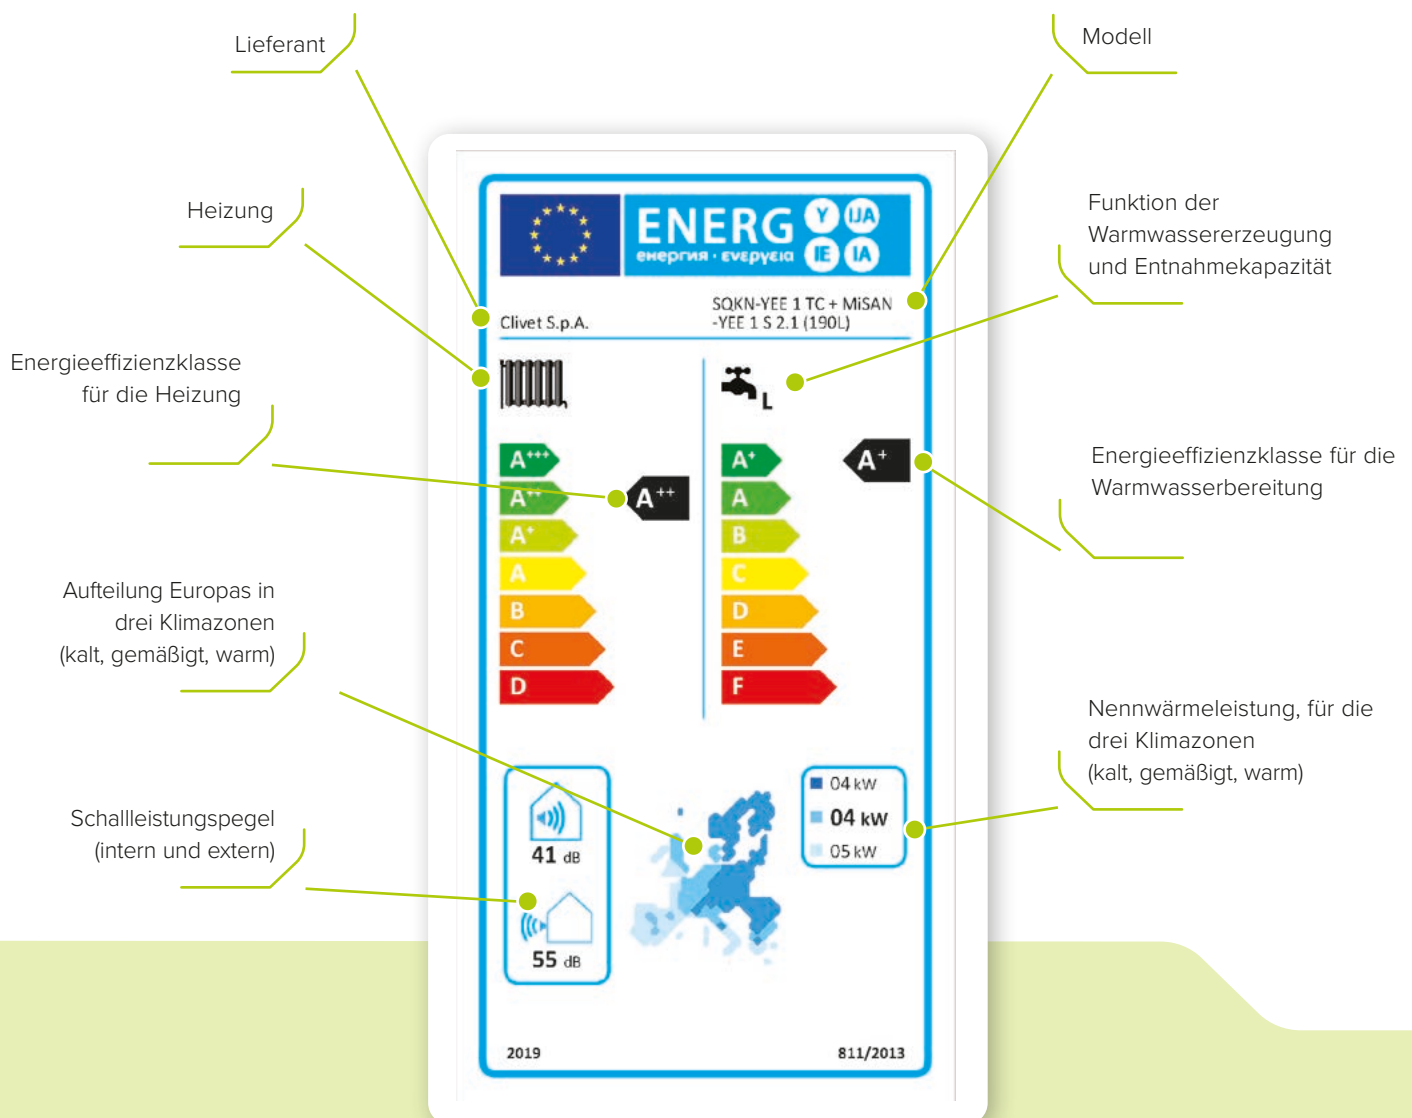 Lieferant
Modell
Heizung
Funktion der
Warmwassererzeugung
und Entnahmekapazität
Energieeffizienzklasse
für die Heizung
Energieeffizienzklasse für die
Warmwasserbereitung
Aufteilung Europas in
drei Klimazonen
(kalt, gemäßigt, warm)
Nennwärmeleistung, für die
drei Klimazonen
(kalt, gemäßigt, warm)
Schallleistungspegel
(intern und extern)
ENERG Y IJA
енергия · ενεργεια IE IA
Clivet S.p.A.
SQKN-YEE 1 TC + MiSAN
-YEE 1 S 2.1 (190L)
L
A+++
A++
A+
A
B
C
D
A++
A+
A
B
C
D
E
F
A+
41 dB
55 dB
04 kW
04 kW
05 kW
2019
811/2013